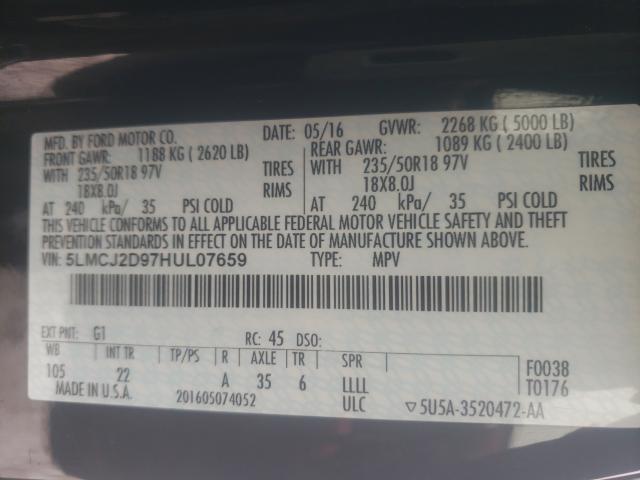 MFD. BY FORD MOTOR CO. DATE: 05/16 GVWR: 2268 KG ( 5000 LB)
FRONT GAWR: 1188 KG ( 2620 LB) REAR GAWR: 1089 KG ( 2400 LB)
WITH 235/50R18 97V TIRES WITH 235/50R18 97V TIRES
18X8.0J RIMS 18X8.0J RIMS
AT 240 kPa/ 35 PSI COLD AT 240 kPa/ 35 PSI COLD
THIS VEHICLE CONFORMS TO ALL APPLICABLE FEDERAL MOTOR VEHICLE SAFETY AND THEFT
PREVENTION STANDARDS IN EFFECT ON THE DATE OF MANUFACTURE SHOWN ABOVE.
VIN: 5LMCJ2D97HUL07659 TYPE: MPV
EXT PNT: G1 RC: 45 DSO:
WB INT TR TP/PS R AXLE TR SPR F0038
105 22 A 35 6 LLLL T0176
MADE IN U.S.A. 201605074052 ULC ▽5U5A-3520472-AA